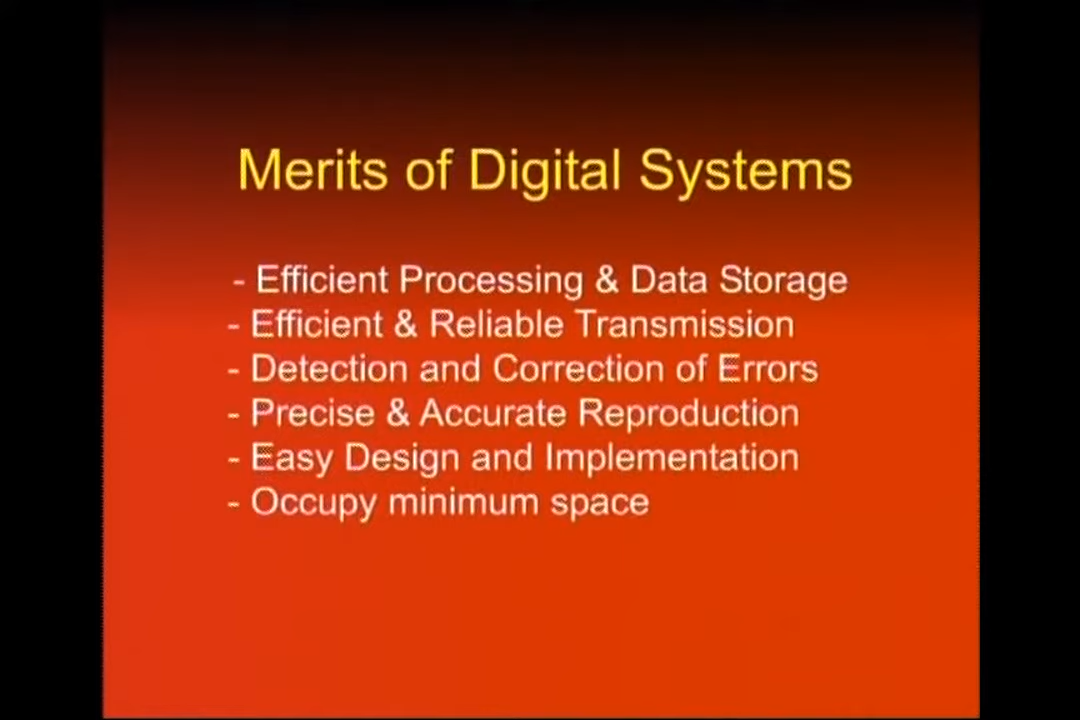 Merits of Digital Systems
- Efficient Processing & Data Storage
- Efficient & Reliable Transmission
- Detection and Correction of Errors
- Precise & Accurate Reproduction
- Easy Design and Implementation
- Occupy minimum space